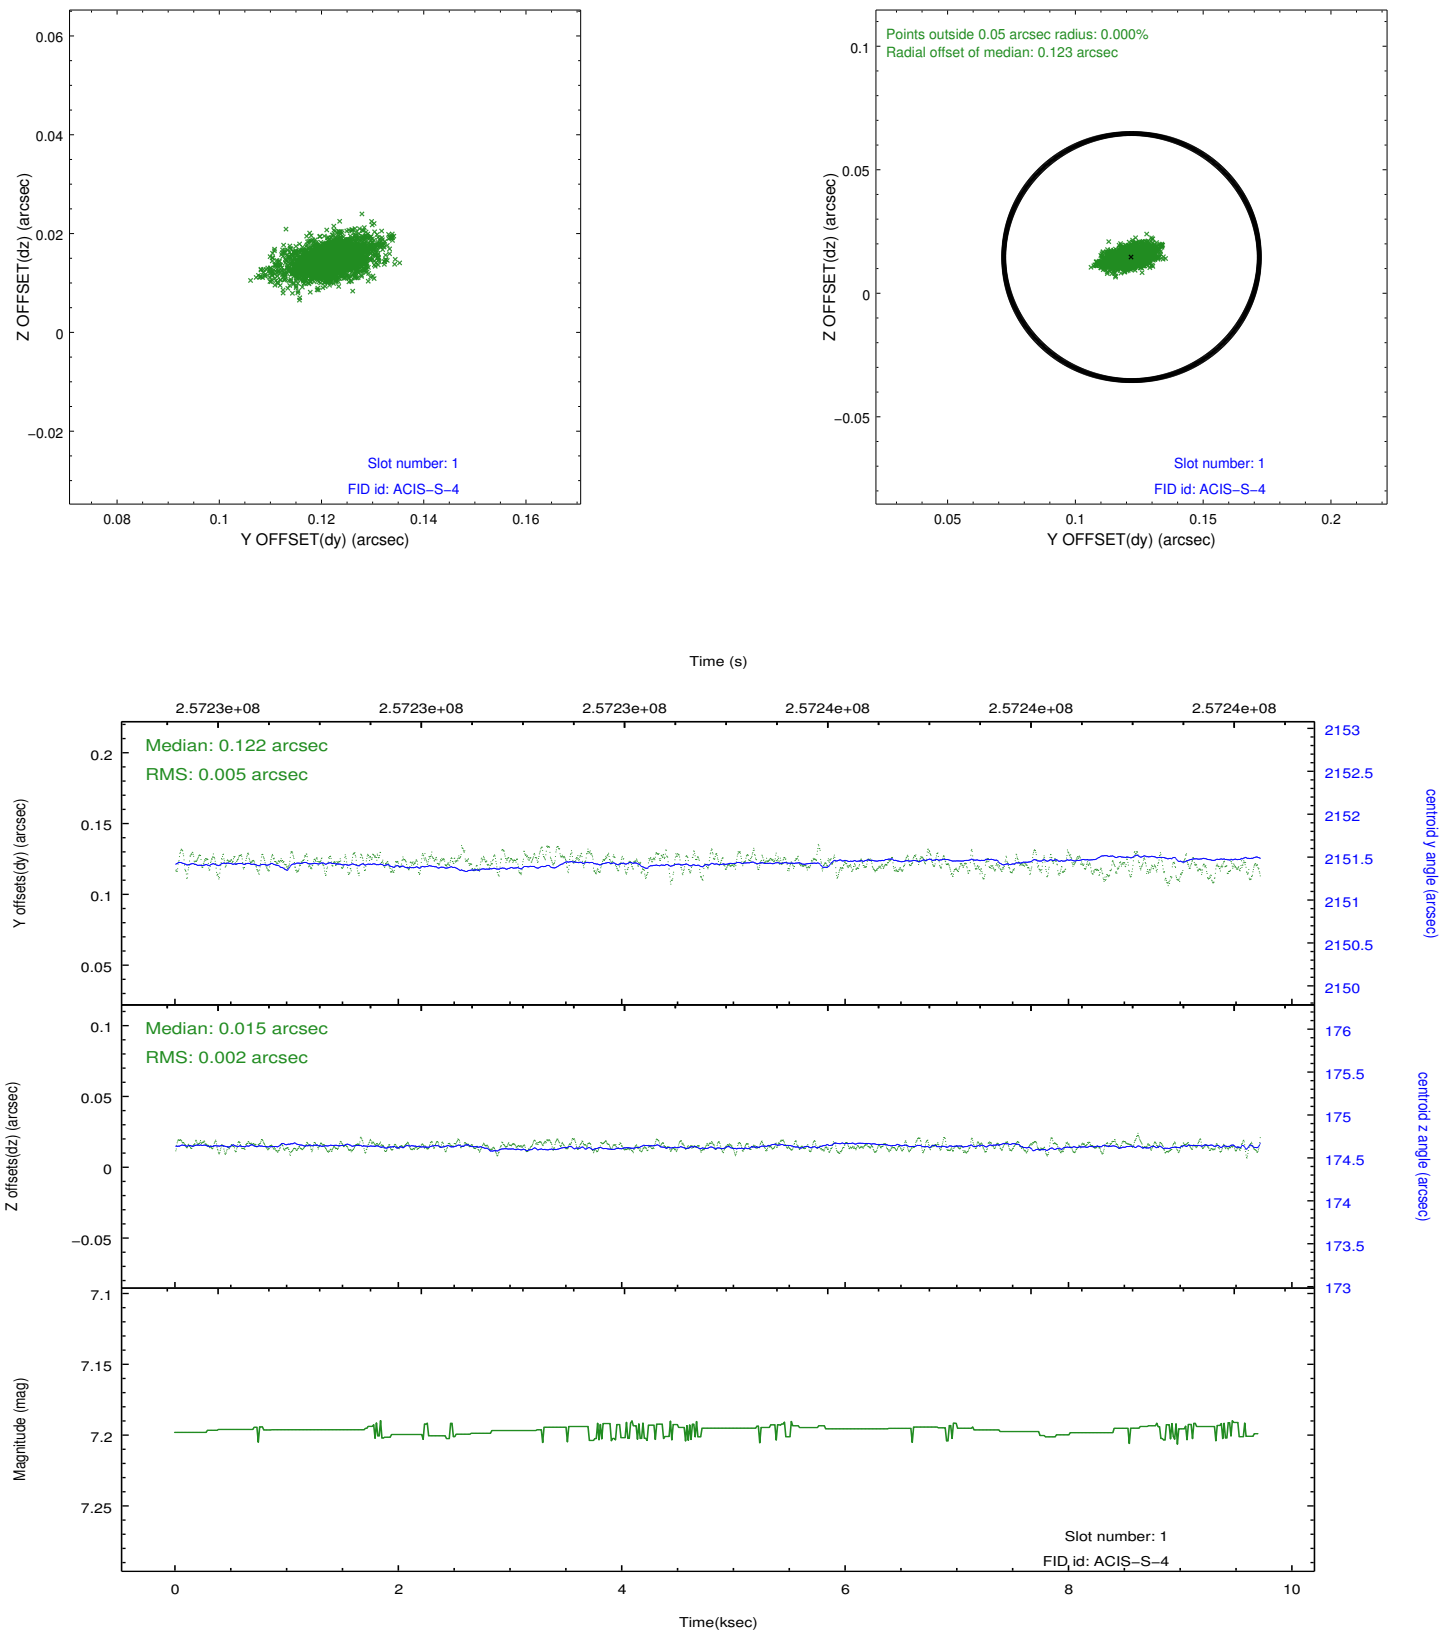 0.06
0.04
0.02
0
−0.02
Z OFFSET(dz) (arcsec)
Slot number: 1
FID id: ACIS−S−4
0.08
0.1
0.12
0.14
0.16
Y OFFSET(dy) (arcsec)
Points outside 0.05 arcsec radius: 0.000%
Radial offset of median: 0.123 arcsec
0.1
0.05
0
−0.05
Z OFFSET(dz) (arcsec)
Slot number: 1
FID id: ACIS−S−4
0.05
0.1
0.15
0.2
Y OFFSET(dy) (arcsec)
Time (s)
2.5723e+08
2.5723e+08
2.5723e+08
2.5724e+08
2.5724e+08
2.5724e+08
Median: 0.122 arcsec
RMS: 0.005 arcsec
0.2
0.15
0.1
0.05
Y offsets(dy) (arcsec)
2153
2152.5
2152
2151.5
2151
2150.5
2150
centroid y angle (arcsec)
Median: 0.015 arcsec
RMS: 0.002 arcsec
0.1
0.05
0
−0.05
Z offsets(dz) (arcsec)
176
175.5
175
174.5
174
173.5
173
centroid z angle (arcsec)
7.1
7.15
7.2
7.25
Magnitude (mag)
Slot number: 1
FID id: ACIS−S−4
0
2
4
6
8
10
Time(ksec)